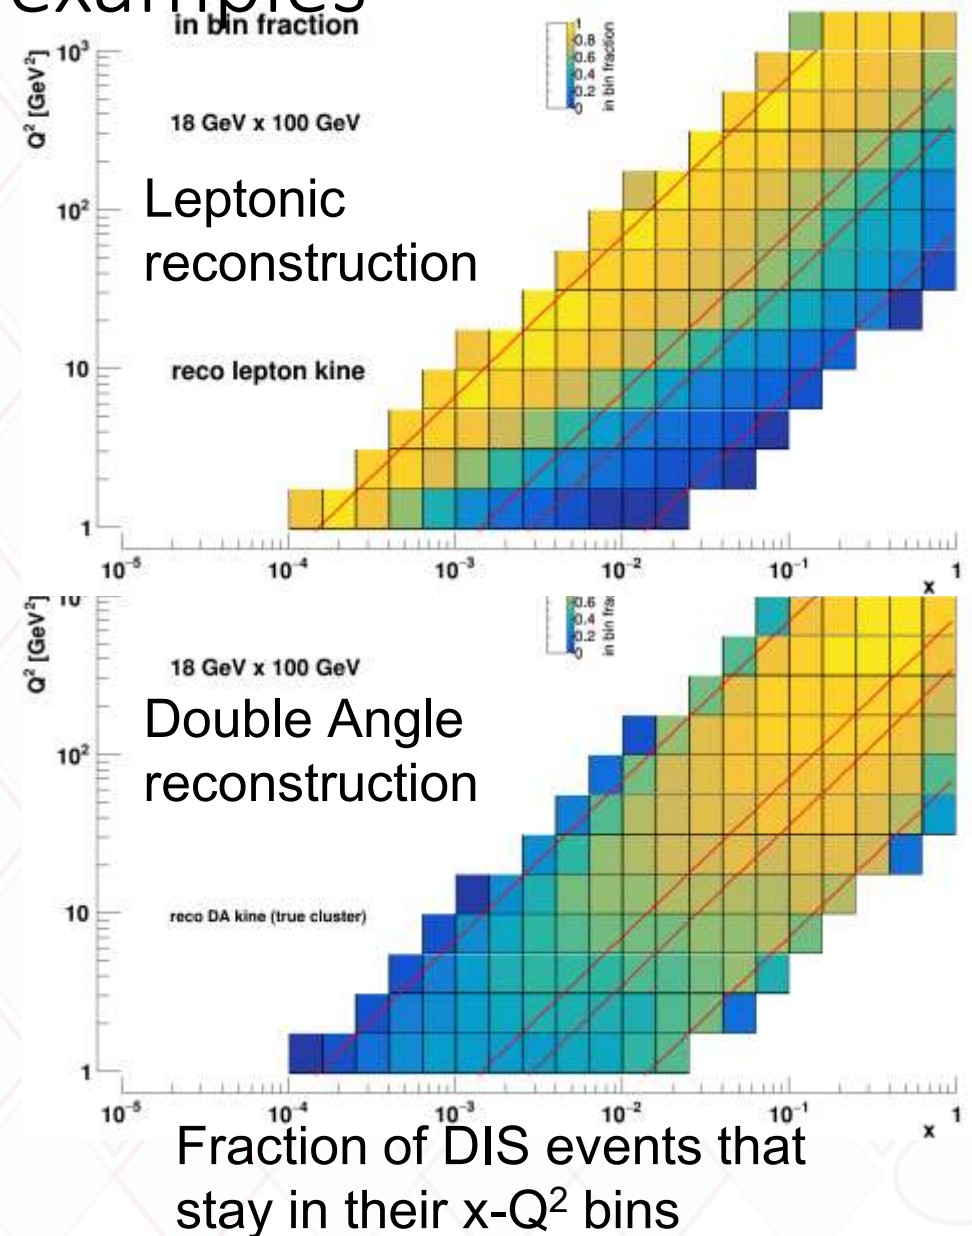 examples
in bin fraction
10³
Q² [GeV²]
1
0.8
0.6
0.4
0.2
0
in bin fraction
18 GeV x 100 GeV
Leptonic
reconstruction
10²
10
reco lepton kine
1
10⁻⁵ 10⁻⁴ 10⁻³ 10⁻² 10⁻¹ 1
x
Q² [GeV²]
0.6
0.4
0.2
0
18 GeV x 100 GeV
Double Angle
reconstruction
10²
10
reco DA kine (true cluster)
1
10⁻⁵ 10⁻⁴ 10⁻³ 10⁻² 10⁻¹ 1
x
Fraction of DIS events that
stay in their x-Q² bins